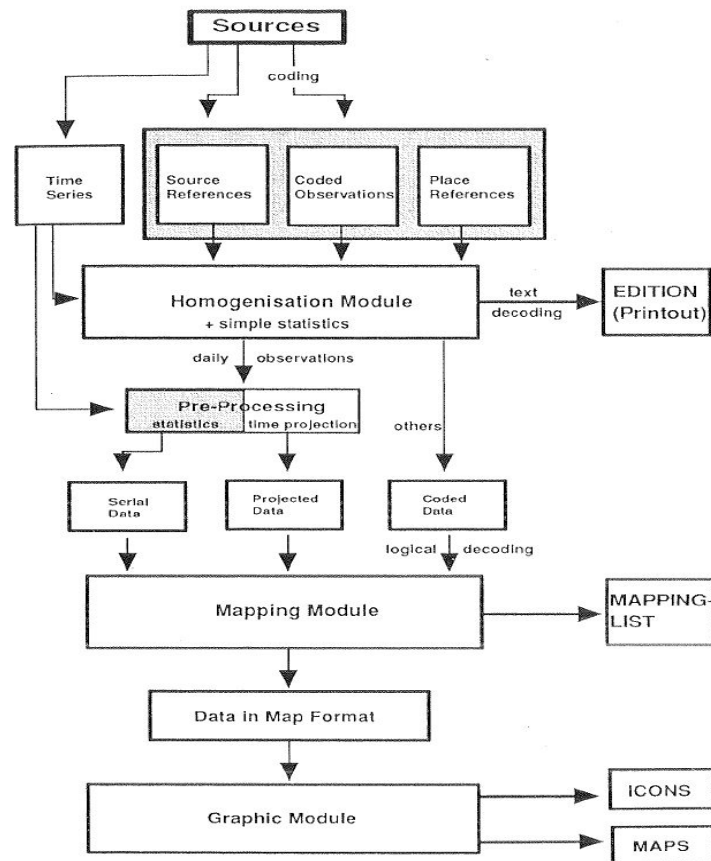 Sources
coding
Time
Series
Source
References
Coded
Observations
Place
References
Homogenisation Module
+ simple statistics
text
decoding
EDITION
(Printout)
daily observations
Pre-Processing
statistics time projection
others
Serial
Data
Projected
Data
Coded
Data
logical decoding
Mapping Module
MAPPING-
LIST
Data in Map Format
Graphic Module
ICONS
MAPS